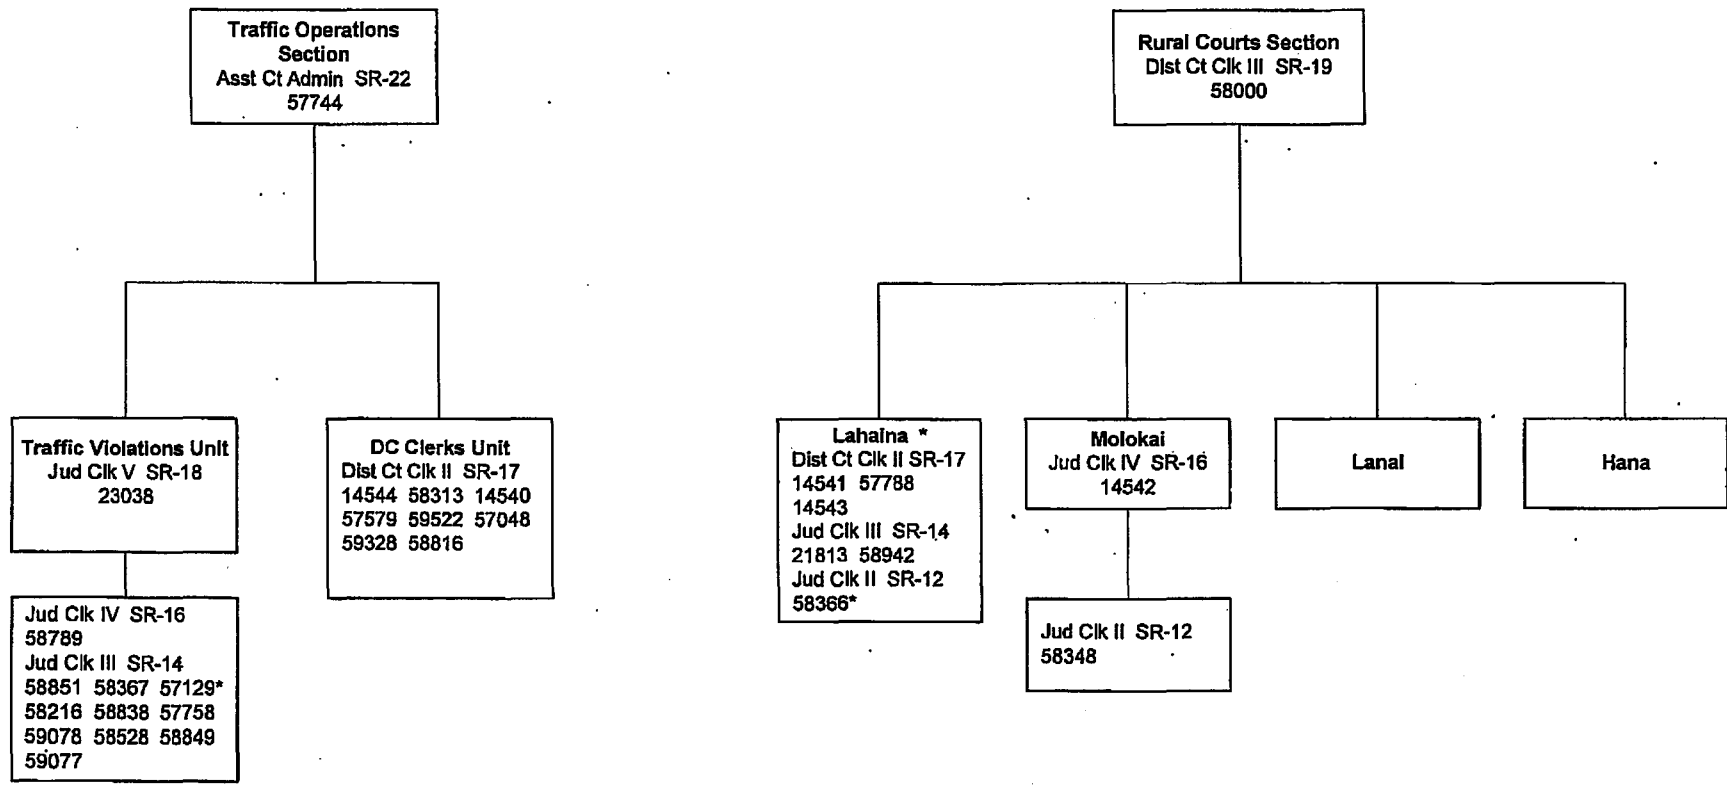 Traffic Operations
Section
Asst Ct Admin SR-22
57744
Traffic Violations Unit
Jud Clk V SR-18
23038
Jud Clk IV SR-16
58789
Jud Clk III SR-14
58851 58367 57129*
58216 58838 57758
59078 58528 58849
59077
DC Clerks Unit
Dist Ct Clk II SR-17
14544 58313 14540
57579 59522 57048
59328 58816
Rural Courts Section
Dist Ct Clk III SR-19
58000
Lahaina *
Dist Ct Clk II SR-17
14541 57788
14543
Jud Clk III SR-14
21813 58942
Jud Clk II SR-12
58366*
Molokai
Jud Clk IV SR-16
14542
Jud Clk II SR-12
58348
Lanai
Hana